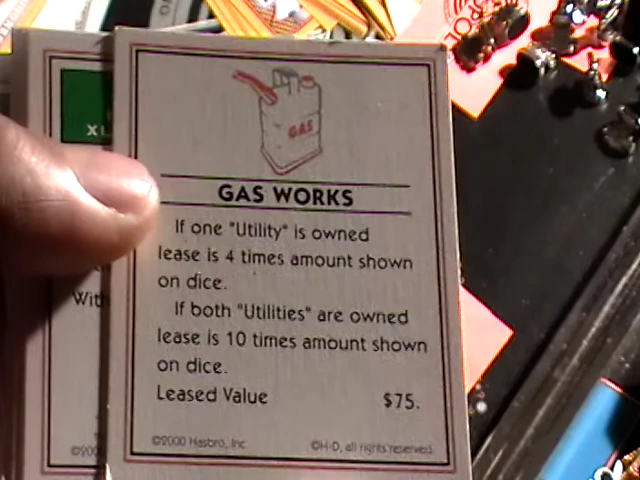 GAS
GAS WORKS
If one "Utility" is owned
lease is 4 times amount shown
on dice.
If both "Utilities" are owned
lease is 10 times amount shown
on dice.
Leased Value $75.
©2000 Hasbro, Inc. ©H-D, all rights reserved.
XL
With
©200